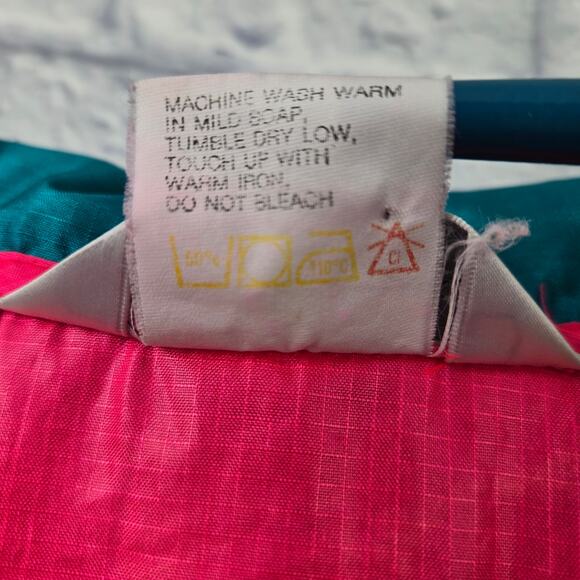 MACHINE WASH WARM
IN MILD SOAP,
TUMBLE DRY LOW,
TOUCH UP WITH
WARM IRON.
DO NOT BLEACH
110°C
Cl